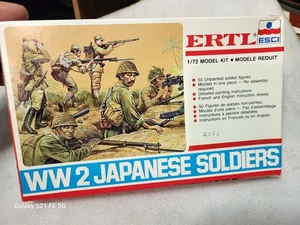 ERTL
ESCI
1/72 MODEL KIT • MODELE REDUIT
• 50 Unpainted soldier figures
• Molded in one piece — No assembly
required.
• Detailed painting instructions
• French and English instruction sheets
• 50 Figures de soldats non-peintes
• Moulés d'une pièce — Pas d'assemblage
• Instructions à peindre détaillées
• Instructions en Francais ou en Anglais
WW 2 JAPANESE SOLDIERS
Galaxy S21-FE 5G